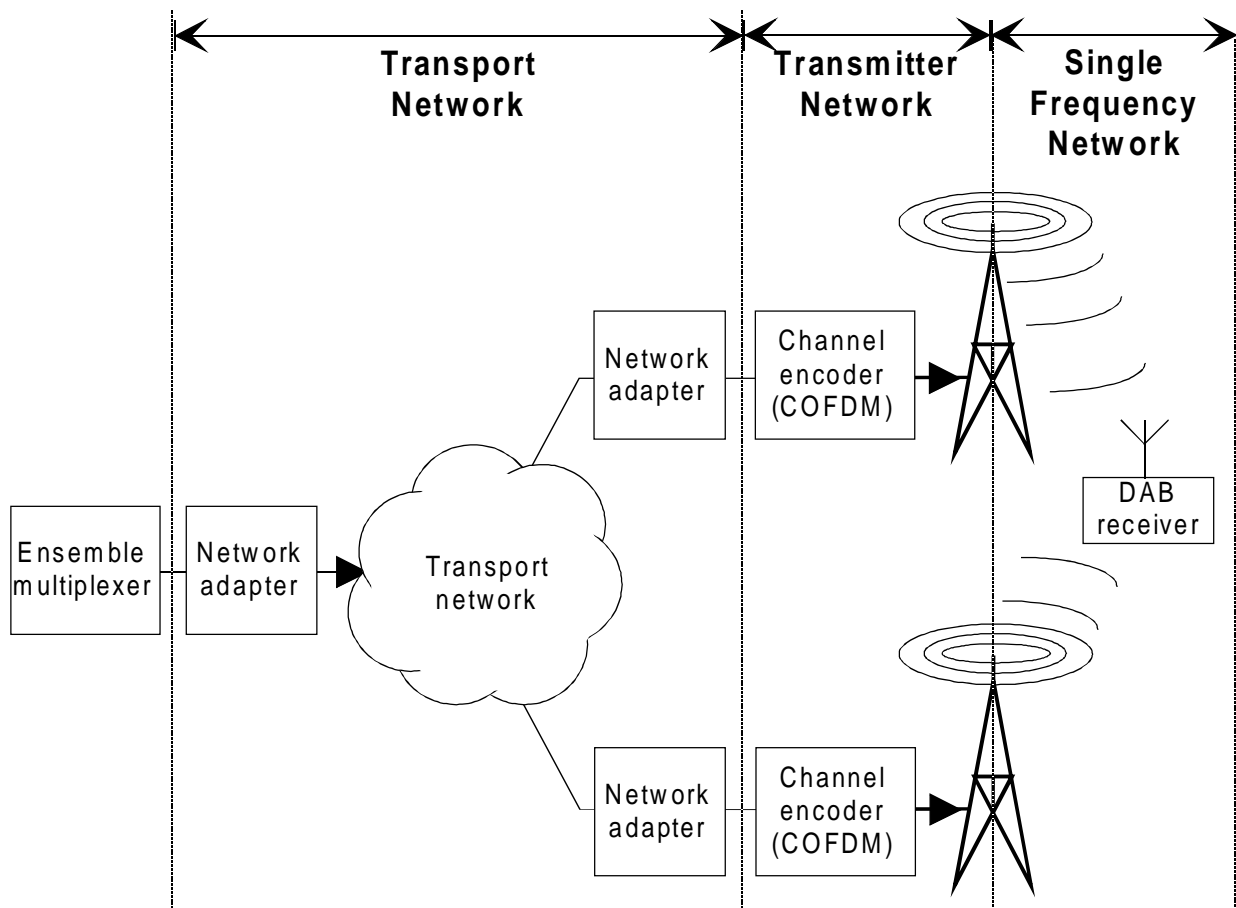 Transport
Network
Transmitter
Network
Single
Frequency
Network
Network
adapter
Channel
encoder
(COFDM)
DAB
receiver
Ensemble
multiplexer
Network
adapter
Transport
network
Network
adapter
Channel
encoder
(COFDM)